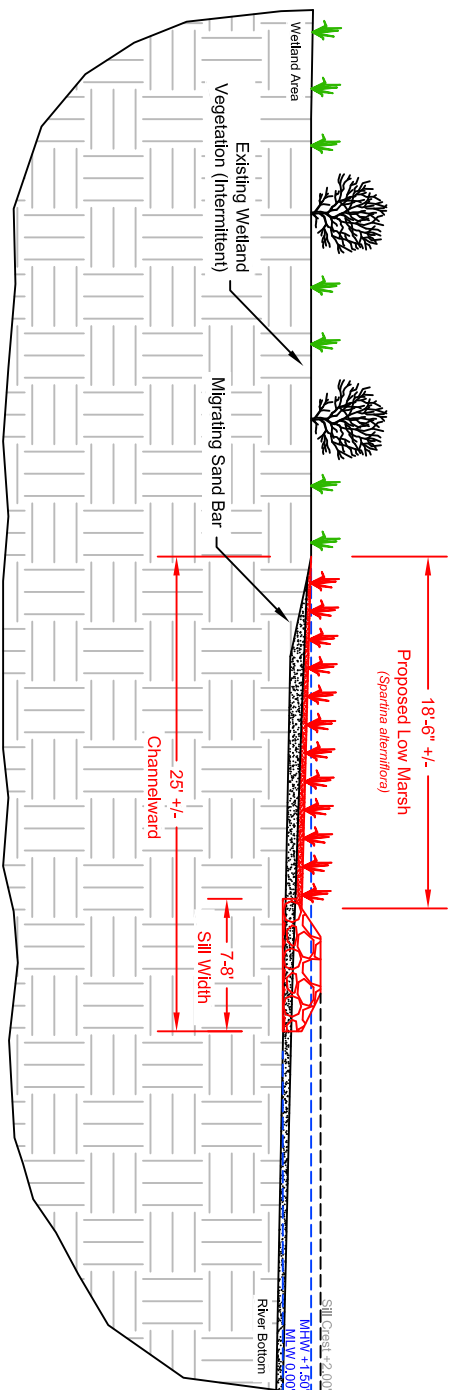 Wetland Area
Existing Wetland
Vegetation (Intermittent)
Migrating Sand Bar
18'-6" +/-
Proposed Low Marsh
(Spartina alterniflora)
25' +/-
Channelward
7-8'
Sill Width
Sill Crest +2.00'
MHW +1.50'
MLW 0.00'
River Bottom